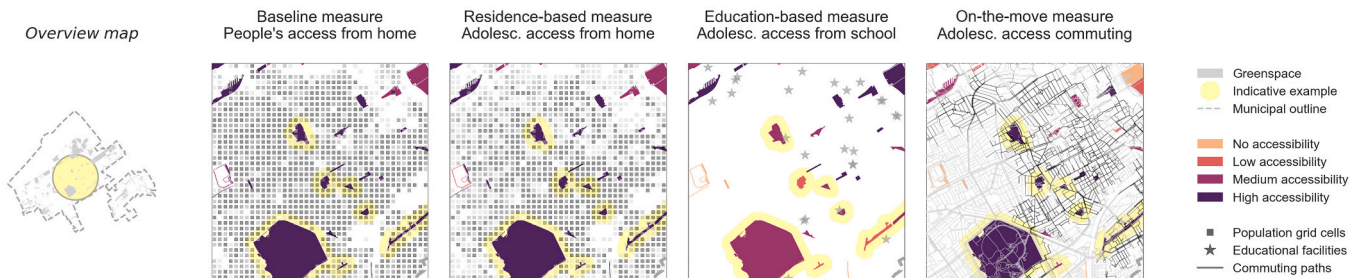 Overview map
Baseline measure
People's access from home
Residence-based measure
Adolesc. access from home
Education-based measure
Adolesc. access from school
On-the-move measure
Adolesc. access commuting
Greenspace
Indicative example
Municipal outline
No accessibility
Low accessibility
Medium accessibility
High accessibility
Population grid cells
Educational facilities
Commuting paths